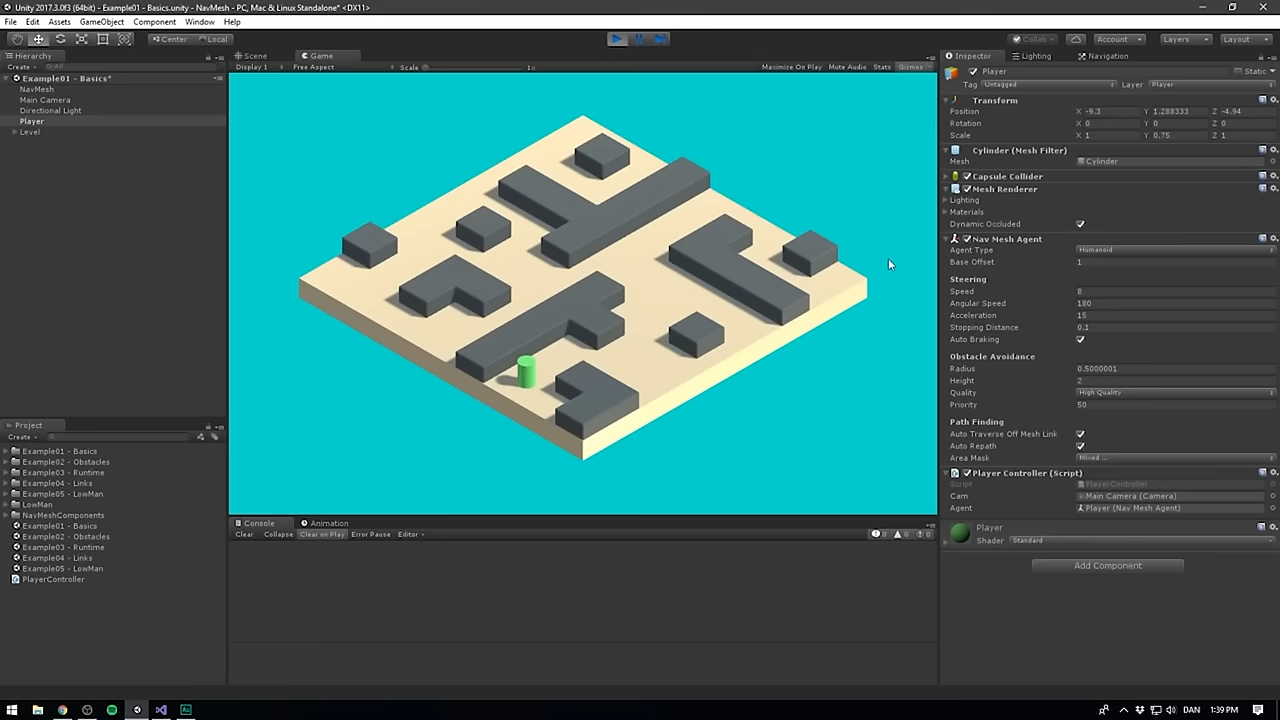 Unity 2017.3.0f3 (64bit) - Example01 - Basics.unity - NavMesh - PC, Mac & Linux Standalone* <DX11>
File Edit Assets GameObject Component Window Help
Center Local Collab Account Layers Layout
Hierarchy
Create All
Example01 - Basics*
NavMesh
Main Camera
Directional Light
Player
Level
Project
Create
Example01 - Basics
Example02 - Obstacles
Example03 - Runtime
Example04 - Links
Example05 - LowMan
LowMan
NavMeshComponents
Example01 - Basics
Example02 - Obstacles
Example03 - Runtime
Example04 - Links
Example05 - LowMan
PlayerController
Scene Game
Display 1 Free Aspect Scale 1x Maximize On Play Mute Audio Stats Gizmos
Console Animation
Clear Collapse Clear on Play Error Pause Editor 0 0 0
Inspector Lighting Navigation
Player Static
Tag Untagged Layer Player
Transform
Position X -9.3 Y 1.288333 Z -4.94
Rotation X 0 Y 0 Z 0
Scale X 1 Y 0.75 Z 1
Cylinder (Mesh Filter)
Mesh Cylinder
Capsule Collider
Mesh Renderer
Lighting
Materials
Dynamic Occluded
Nav Mesh Agent
Agent Type Humanoid
Base Offset 1
Steering
Speed 8
Angular Speed 180
Acceleration 15
Stopping Distance 0.1
Auto Braking
Obstacle Avoidance
Radius 0.5000001
Height 2
Quality High Quality
Priority 50
Path Finding
Auto Traverse Off Mesh Link
Auto Repath
Area Mask Mixed ...
Player Controller (Script)
Script PlayerController
Cam Main Camera (Camera)
Agent Player (Nav Mesh Agent)
Player
Shader Standard
Add Component
DAN 1:39 PM